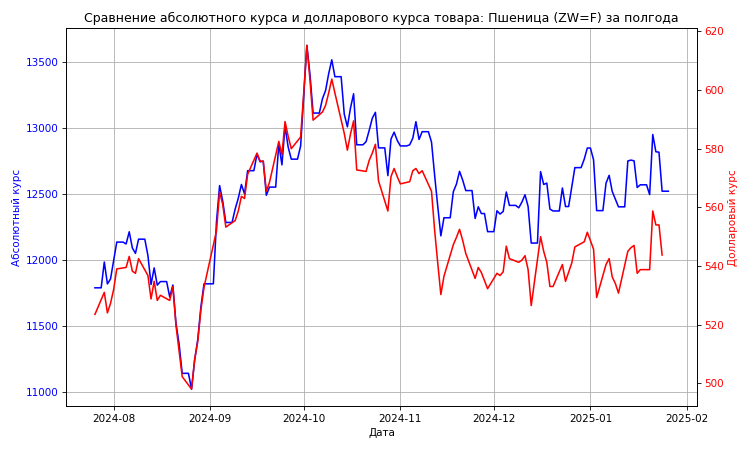 Сравнение абсолютного курса и долларового курса товара: Пшеница (ZW=F) за полгода
Абсолютный курс
13500
13000
12500
12000
11500
11000
620
600
580
560
540
520
500
Долларовый курс
2024-08 2024-09 2024-10 2024-11 2024-12 2025-01 2025-02
Дата